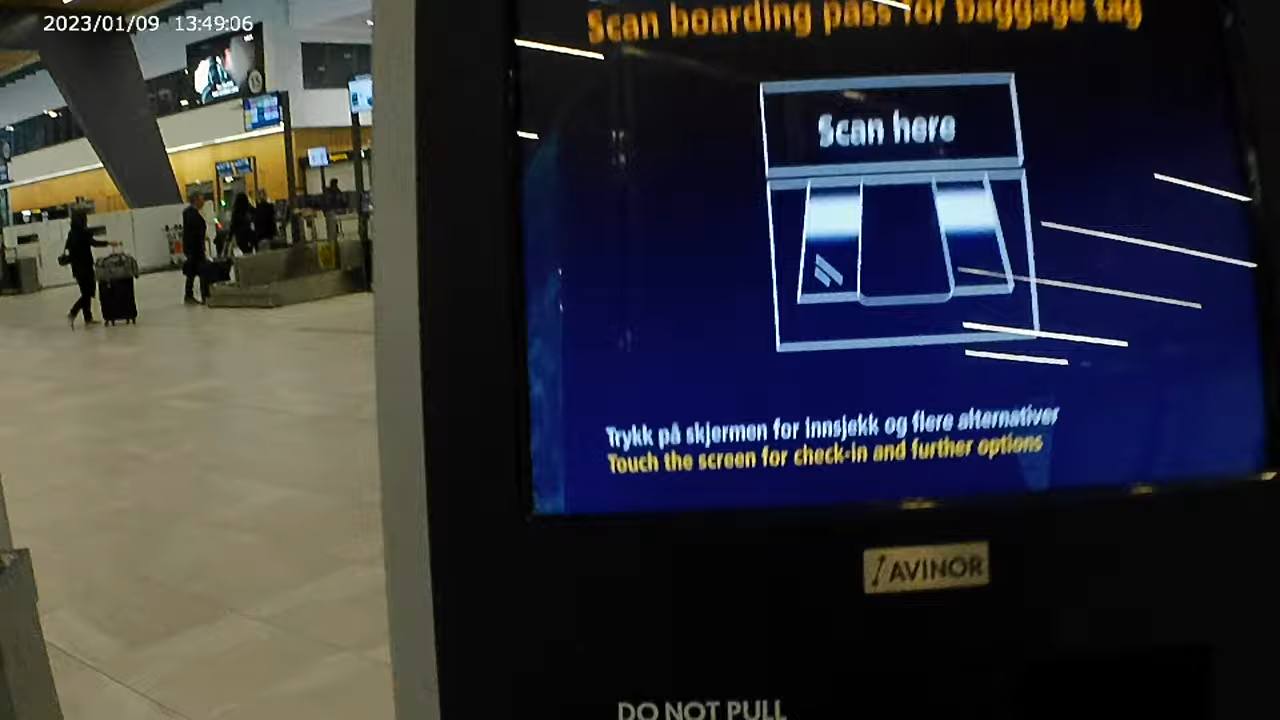 2023/01/09 13:49:06
Scan boarding pass for baggage tag
Scan here
Trykk på skjermen for innsjekk og flere alternativer
Touch the screen for check-in and further options
AVINOR
DO NOT PULL